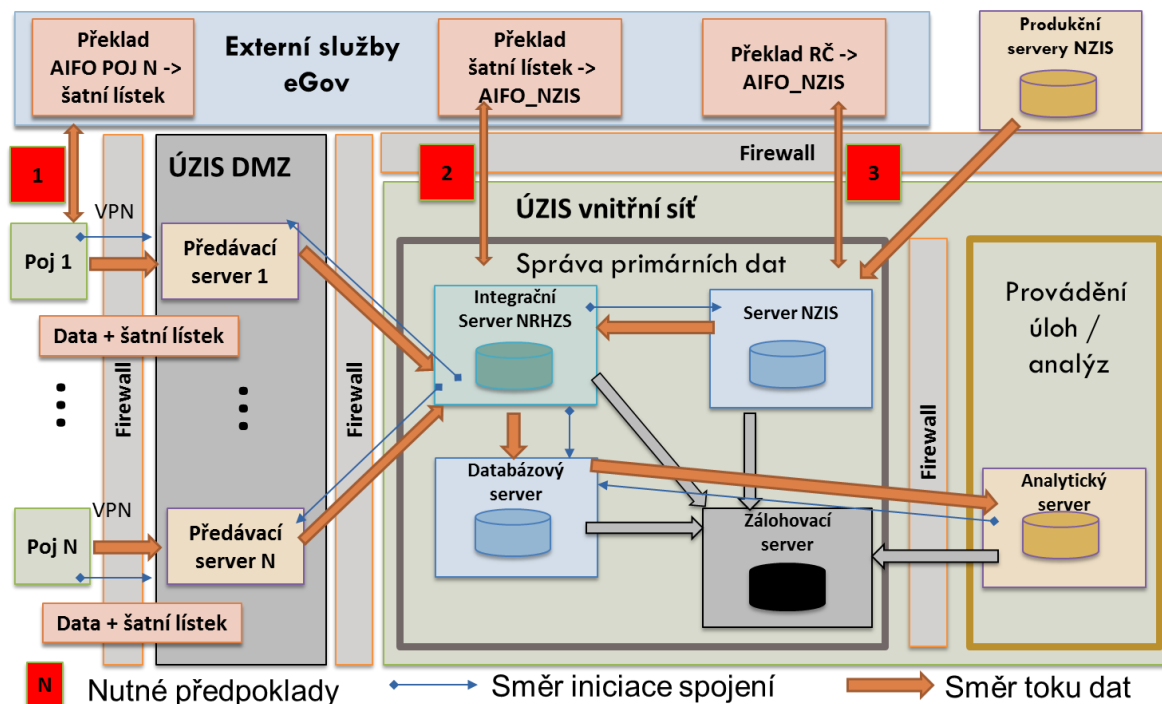 Externí služby
eGov
Překlad
AIFO POJ N ->
šatní lístek
Překlad
šatní lístek ->
AIFO_NZIS
Překlad RČ ->
AIFO_NZIS
Produkční
servery NZIS
1
2
3
Firewall
ÚZIS DMZ
ÚZIS vnitřní síť
VPN
Poj 1
Předávací
server 1
Správa primárních dat
Integrační
Server NRHZS
Server NZIS
Provádění
úloh /
analýz
Data + šatní lístek
...
...
Firewall
Firewall
Firewall
Databázový
server
Zálohovací
server
Analytický
server
VPN
Poj N
Předávací
server N
Data + šatní lístek
N
Nutné předpoklady
Směr iniciace spojení
Směr toku dat